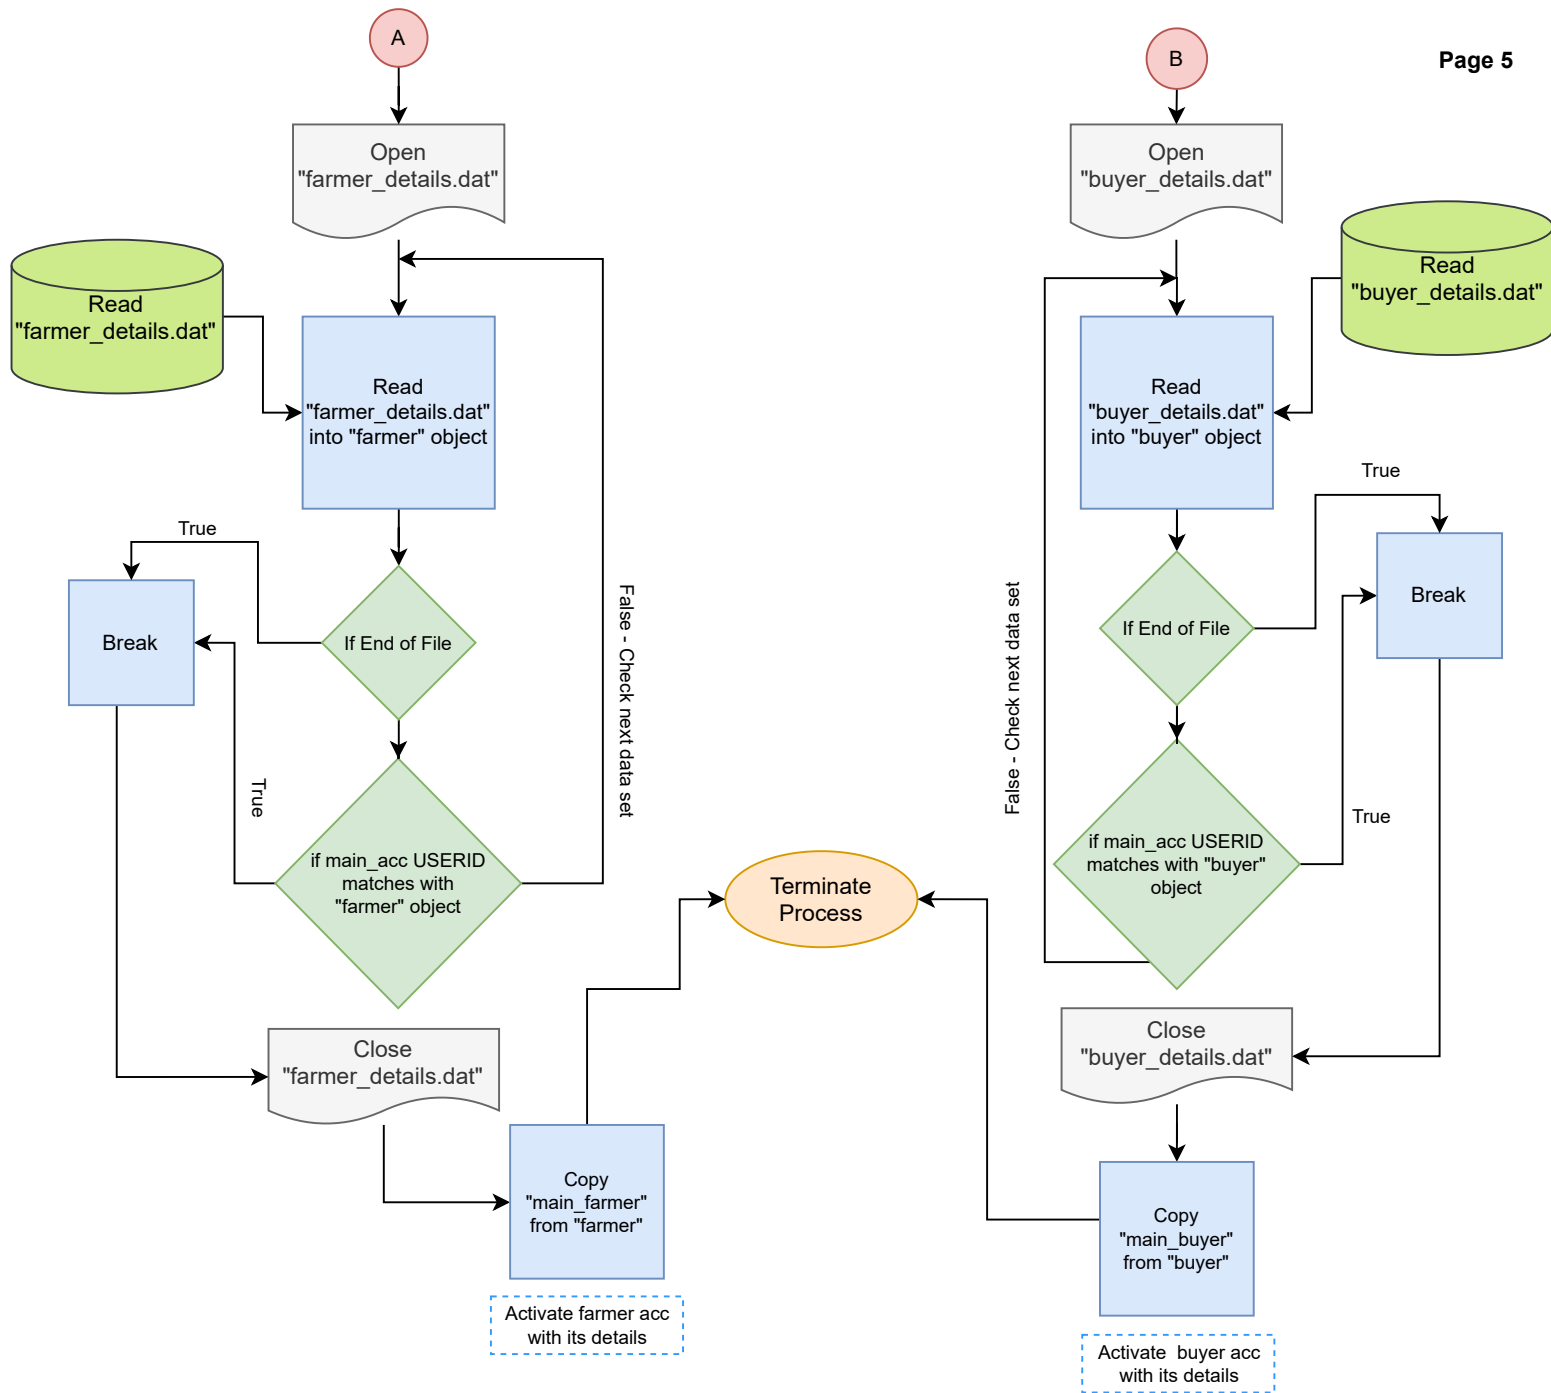 A
B
Page 5
Open
"farmer_details.dat"
Open
"buyer_details.dat"
Read
"farmer_details.dat"
Read
"buyer_details.dat"
Read
"farmer_details.dat"
into "farmer" object
Read
"buyer_details.dat"
into "buyer" object
True
True
Break
If End of File
False - Check next data set
False - Check next data set
If End of File
Break
True
if main_acc USERID
matches with
"farmer" object
Terminate
Process
if main_acc USERID
matches with "buyer"
object
True
Close
"farmer_details.dat"
Close
"buyer_details.dat"
Copy
"main_farmer"
from "farmer"
Copy
"main_buyer"
from "buyer"
Activate farmer acc
with its details
Activate  buyer acc
with its details